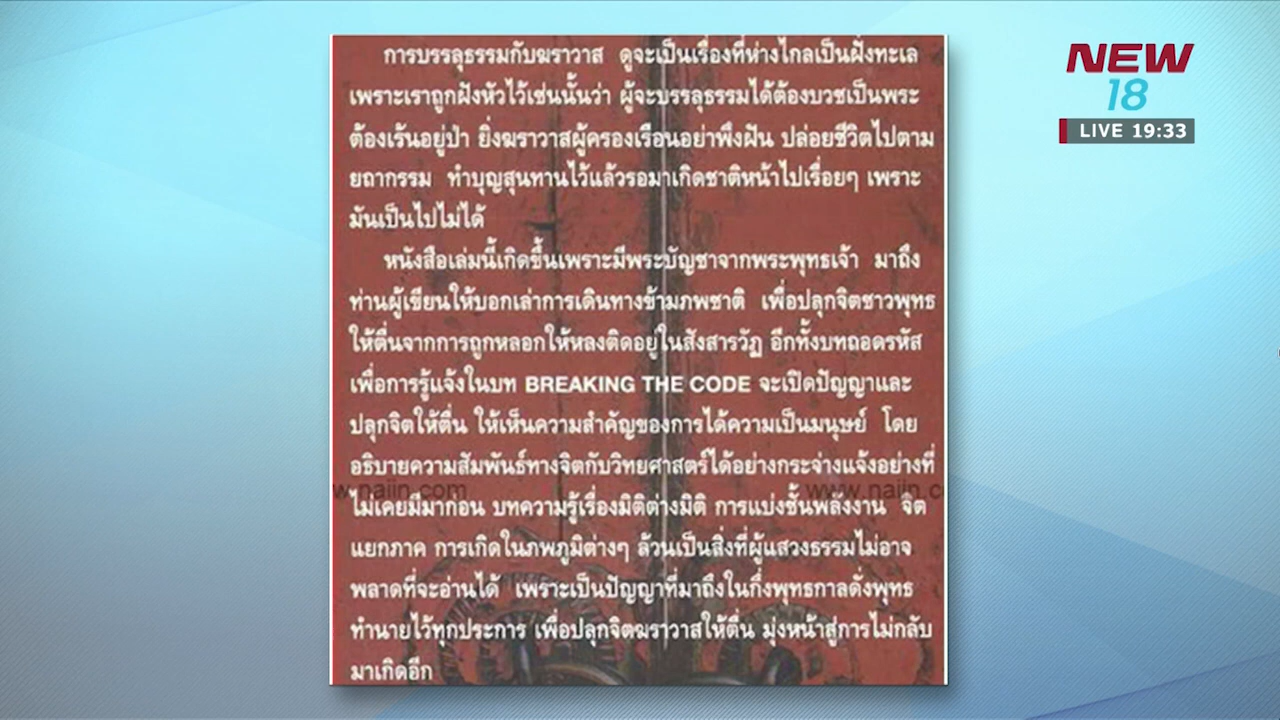 การบรรลุธรรมกับฆราวาส ดูจะเป็นเรื่องที่ห่างไกลเป็นฝั่งทะเล
เพราะเราถูกฝังหัวไว้เช่นนั้นว่า ผู้จะบรรลุธรรมได้ต้องบวชเป็นพระ
ต้องเร้นอยู่ป่า ยิ่งฆราวาสผู้ครองเรือนอย่าพึงฝัน ปล่อยชีวิตไปตาม
ยถากรรม ทำบุญสุนทานไว้แล้วรอมาเกิดชาติหน้าไปเรื่อยๆ เพราะ
มันเป็นไปไม่ได้
หนังสือเล่มนี้เกิดขึ้นเพราะมีพระบัญชาจากพระพุทธเจ้า มาถึง
ท่านผู้เขียนให้บอกเล่าการเดินทางข้ามภพชาติ เพื่อปลุกจิตชาวพุทธ
ให้ตื่นจากการถูกหลอกให้หลงติดอยู่ในสังสารวัฏ อีกทั้งบทถอดรหัส
เพื่อการรู้แจ้งในบท BREAKING THE CODE จะเปิดปัญญาและ
ปลุกจิตให้ตื่น ให้เห็นความสำคัญของการได้ความเป็นมนุษย์ โดย
อธิบายความสัมพันธ์ทางจิตกับวิทยศาสตร์ได้อย่างกระจ่างแจ้งอย่างที่
ไม่เคยมีมาก่อน บทความรู้เรื่องมิติต่างมิติ การแบ่งชั้นพลังงาน จิต
แยกภาค การเกิดในภพภูมิต่างๆ ล้วนเป็นสิ่งที่ผู้แสวงธรรมไม่อาจ
พลาดที่จะอ่านได้ เพราะเป็นปัญญาที่มาถึงในกึ่งพุทธกาลดั่งพุทธ
ทำนายไว้ทุกประการ เพื่อปลุกจิตฆราวาสให้ตื่น มุ่งหน้าสู่การไม่กลับ
มาเกิดอีก
www.naiin.com
www.naiin.co
NEW
18
LIVE 19:33